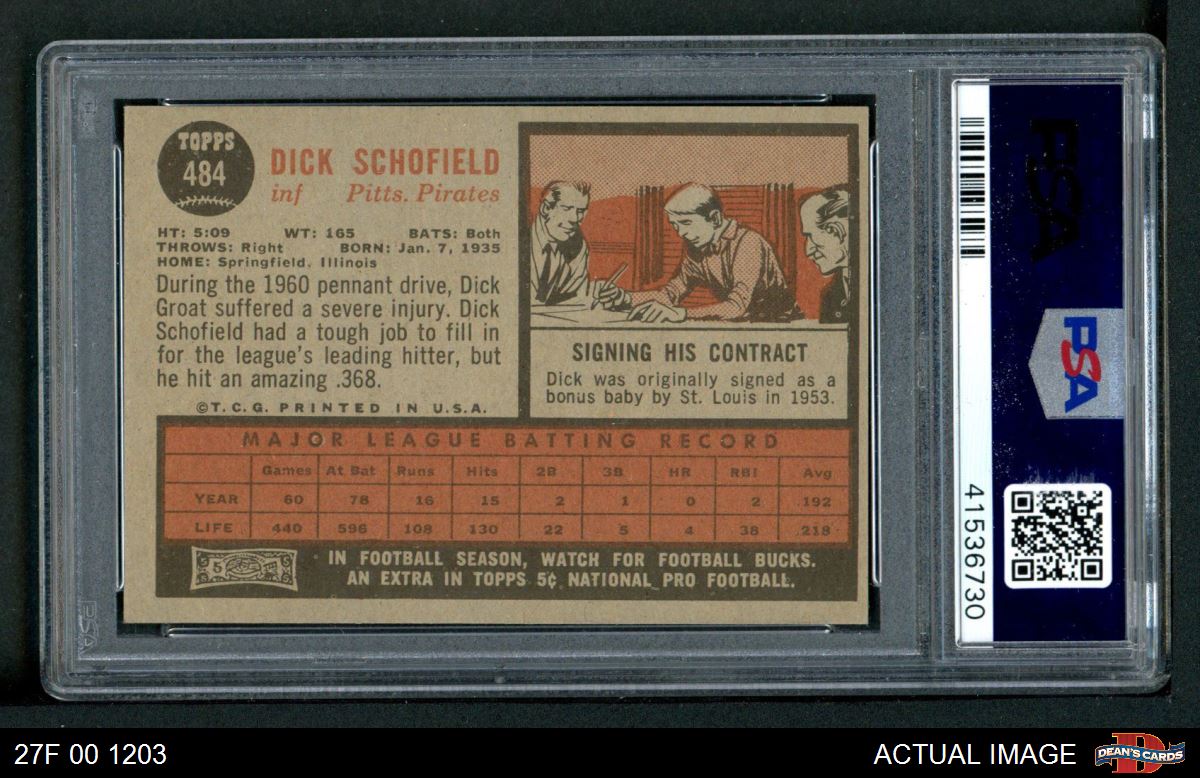 TOPPS
484
DICK SCHOFIELD
inf Pitts. Pirates
HT: 5:09 WT: 165 BATS: Both
THROWS: Right BORN: Jan. 7, 1935
HOME: Springfield, Illinois
During the 1960 pennant drive, Dick
Groat suffered a severe injury. Dick
Schofield had a tough job to fill in
for the league's leading hitter, but
he hit an amazing .368.
©T.C.G. PRINTED IN U.S.A.
SIGNING HIS CONTRACT
Dick was originally signed as a
bonus baby by St. Louis in 1953.
MAJOR LEAGUE BATTING RECORD
Games At Bat Runs Hits 2B 3B HR RBI Avg
YEAR 60 78 16 15 2 1 0 2 .192
LIFE 440 596 108 130 22 5 4 38 .218
5
IN FOOTBALL SEASON, WATCH FOR FOOTBALL BUCKS.
AN EXTRA IN TOPPS 5¢ NATIONAL PRO FOOTBALL.
PSA
PSA
PSA
41536730
27F 00 1203
ACTUAL IMAGE
DEAN'S CARDS